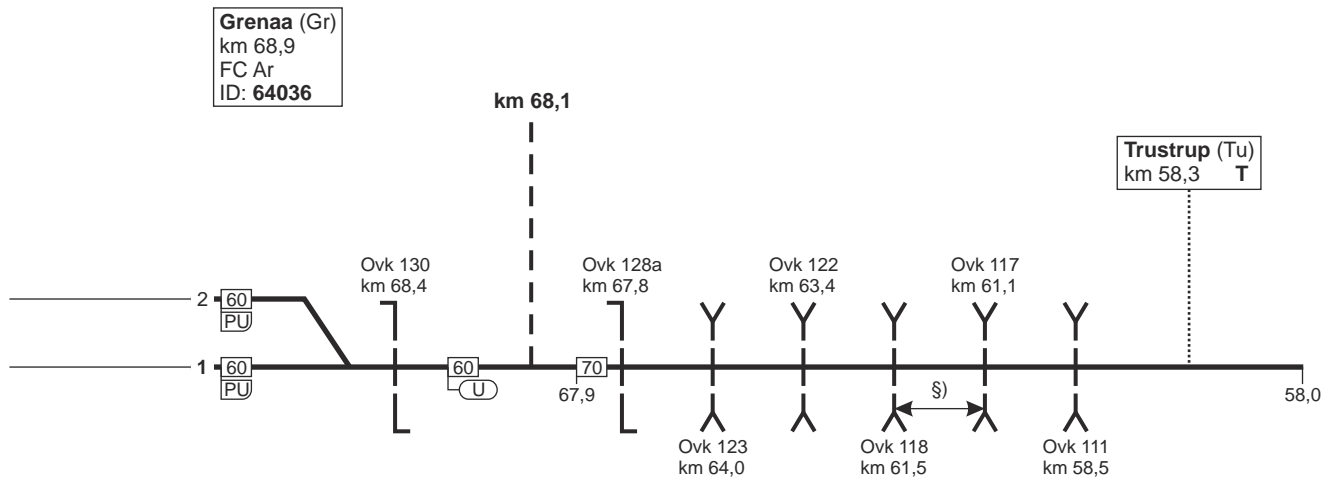 Grenaa (Gr)
km 68,9
FC Ar
ID: 64036
km 68,1
Trustrup (Tu)
km 58,3 T
Ovk 130
km 68,4
Ovk 128a
km 67,8
Ovk 122
km 63,4
Ovk 117
km 61,1
2 60
PU
1 60
PU
60
U
70
67,9
§)
58,0
Ovk 123
km 64,0
Ovk 118
km 61,5
Ovk 111
km 58,5